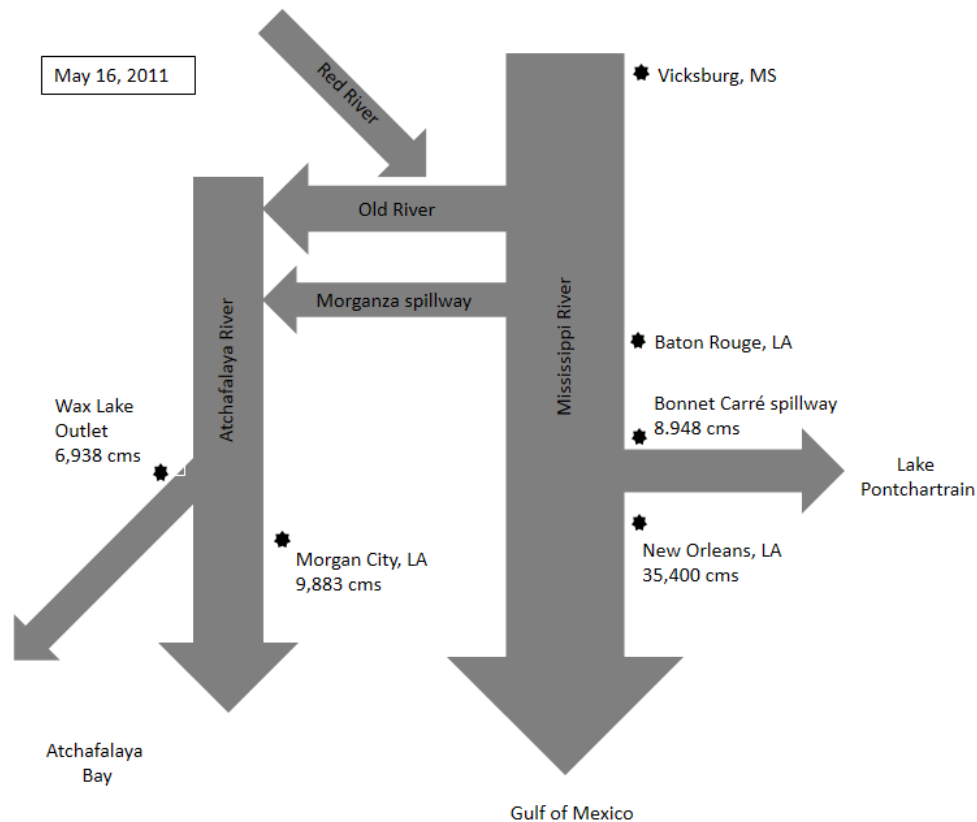 May 16, 2011
Red River
Vicksburg, MS
Old River
Morganza spillway
Atchafalaya River
Mississippi River
Baton Rouge, LA
Wax Lake
Outlet
6,938 cms
Bonnet Carré spillway
8.948 cms
Lake
Pontchartrain
Morgan City, LA
9,883 cms
New Orleans, LA
35,400 cms
Atchafalaya
Bay
Gulf of Mexico